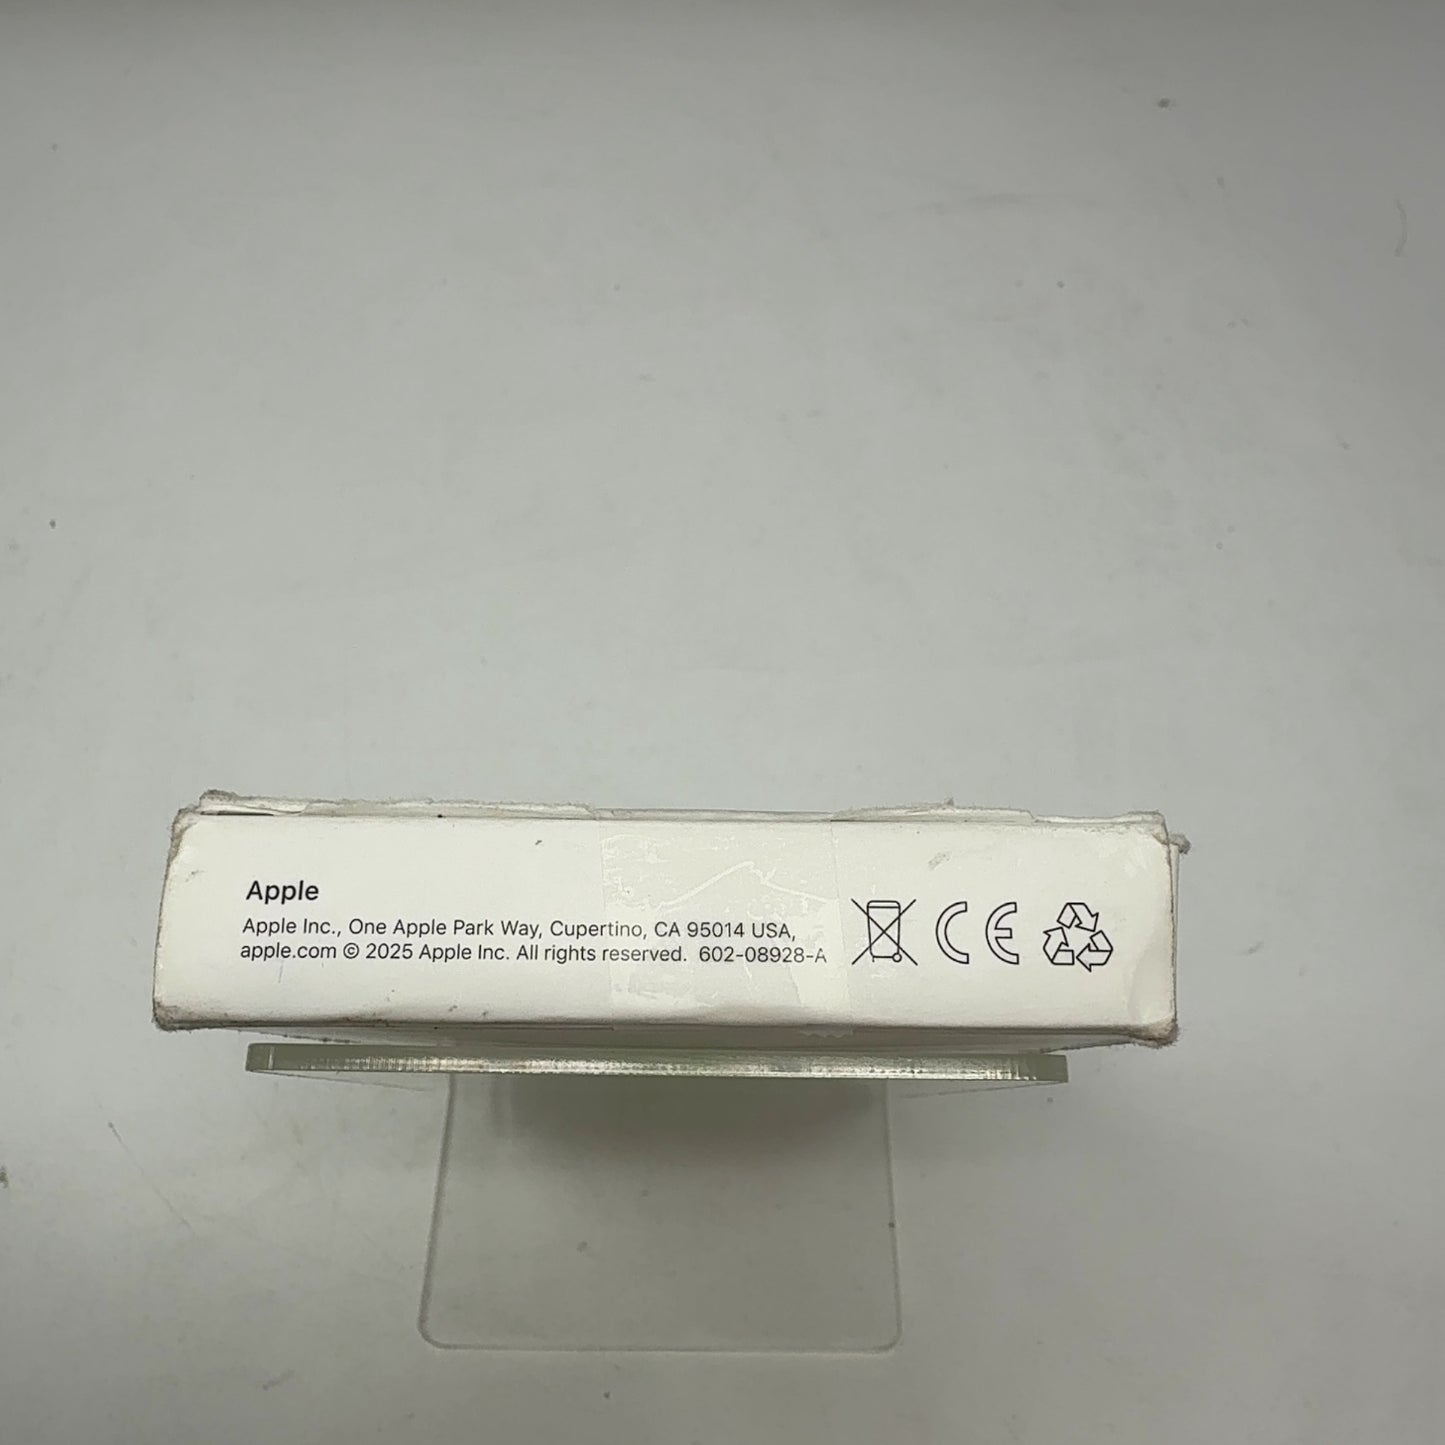 Apple
Apple Inc., One Apple Park Way, Cupertino, CA 95014 USA,
apple.com © 2025 Apple Inc. All rights reserved. 602-08928-A
CE